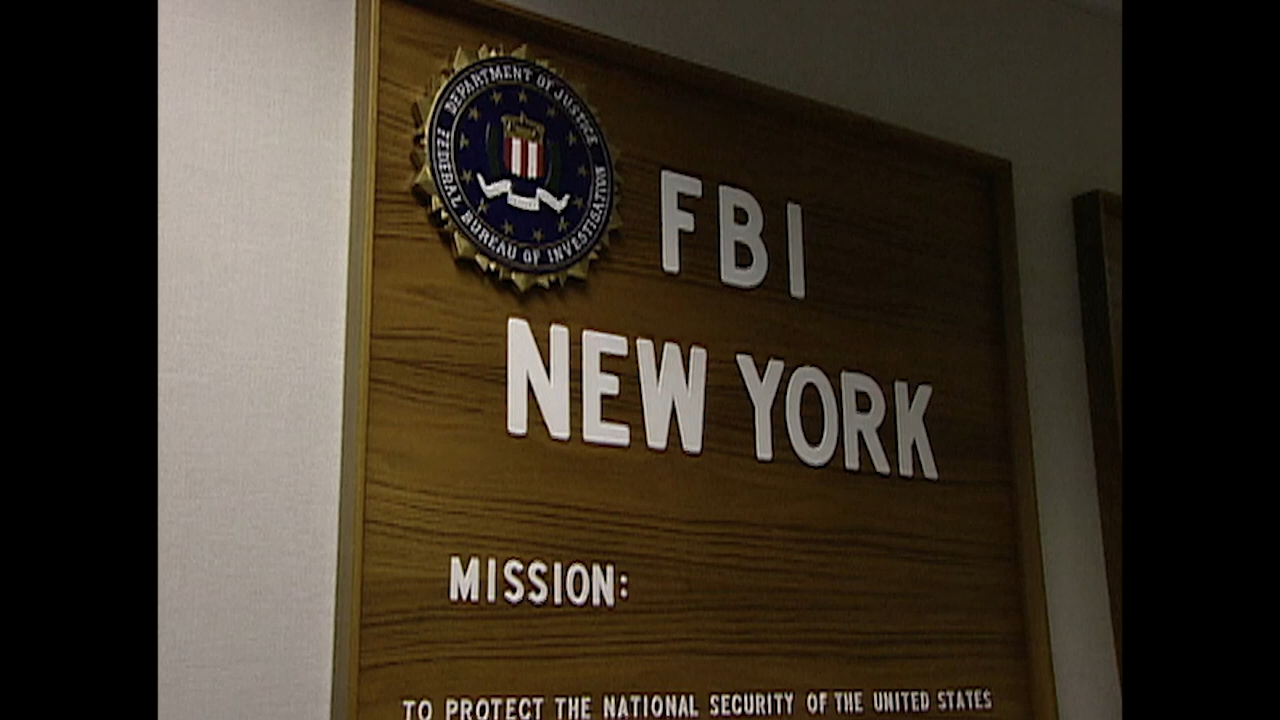 DEPARTMENT OF JUSTICE
FEDERAL BUREAU OF INVESTIGATION
FBI
NEW YORK
MISSION:
TO PROTECT THE NATIONAL SECURITY OF THE UNITED STATES